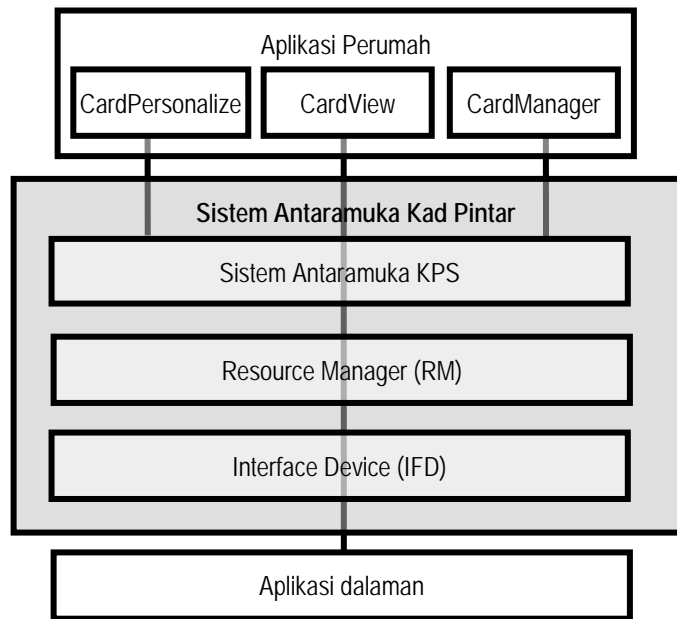 Aplikasi Perumah
CardPersonalize
CardView
CardManager
Sistem Antaramuka Kad Pintar
Sistem Antaramuka KPS
Resource Manager (RM)
Interface Device (IFD)
Aplikasi dalaman